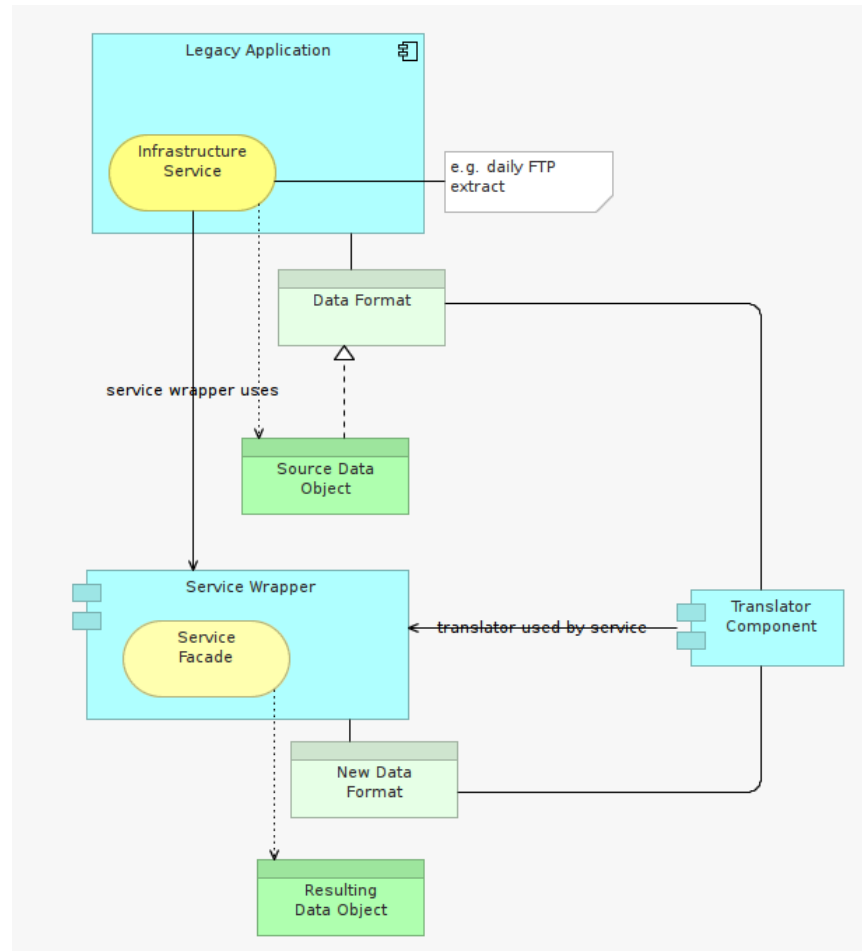 Legacy Application
Infrastructure
Service
e.g. daily FTP
extract
Data Format
service wrapper uses
Source Data
Object
Service Wrapper
Service
Facade
translator used by service
Translator
Component
New Data
Format
Resulting
Data Object